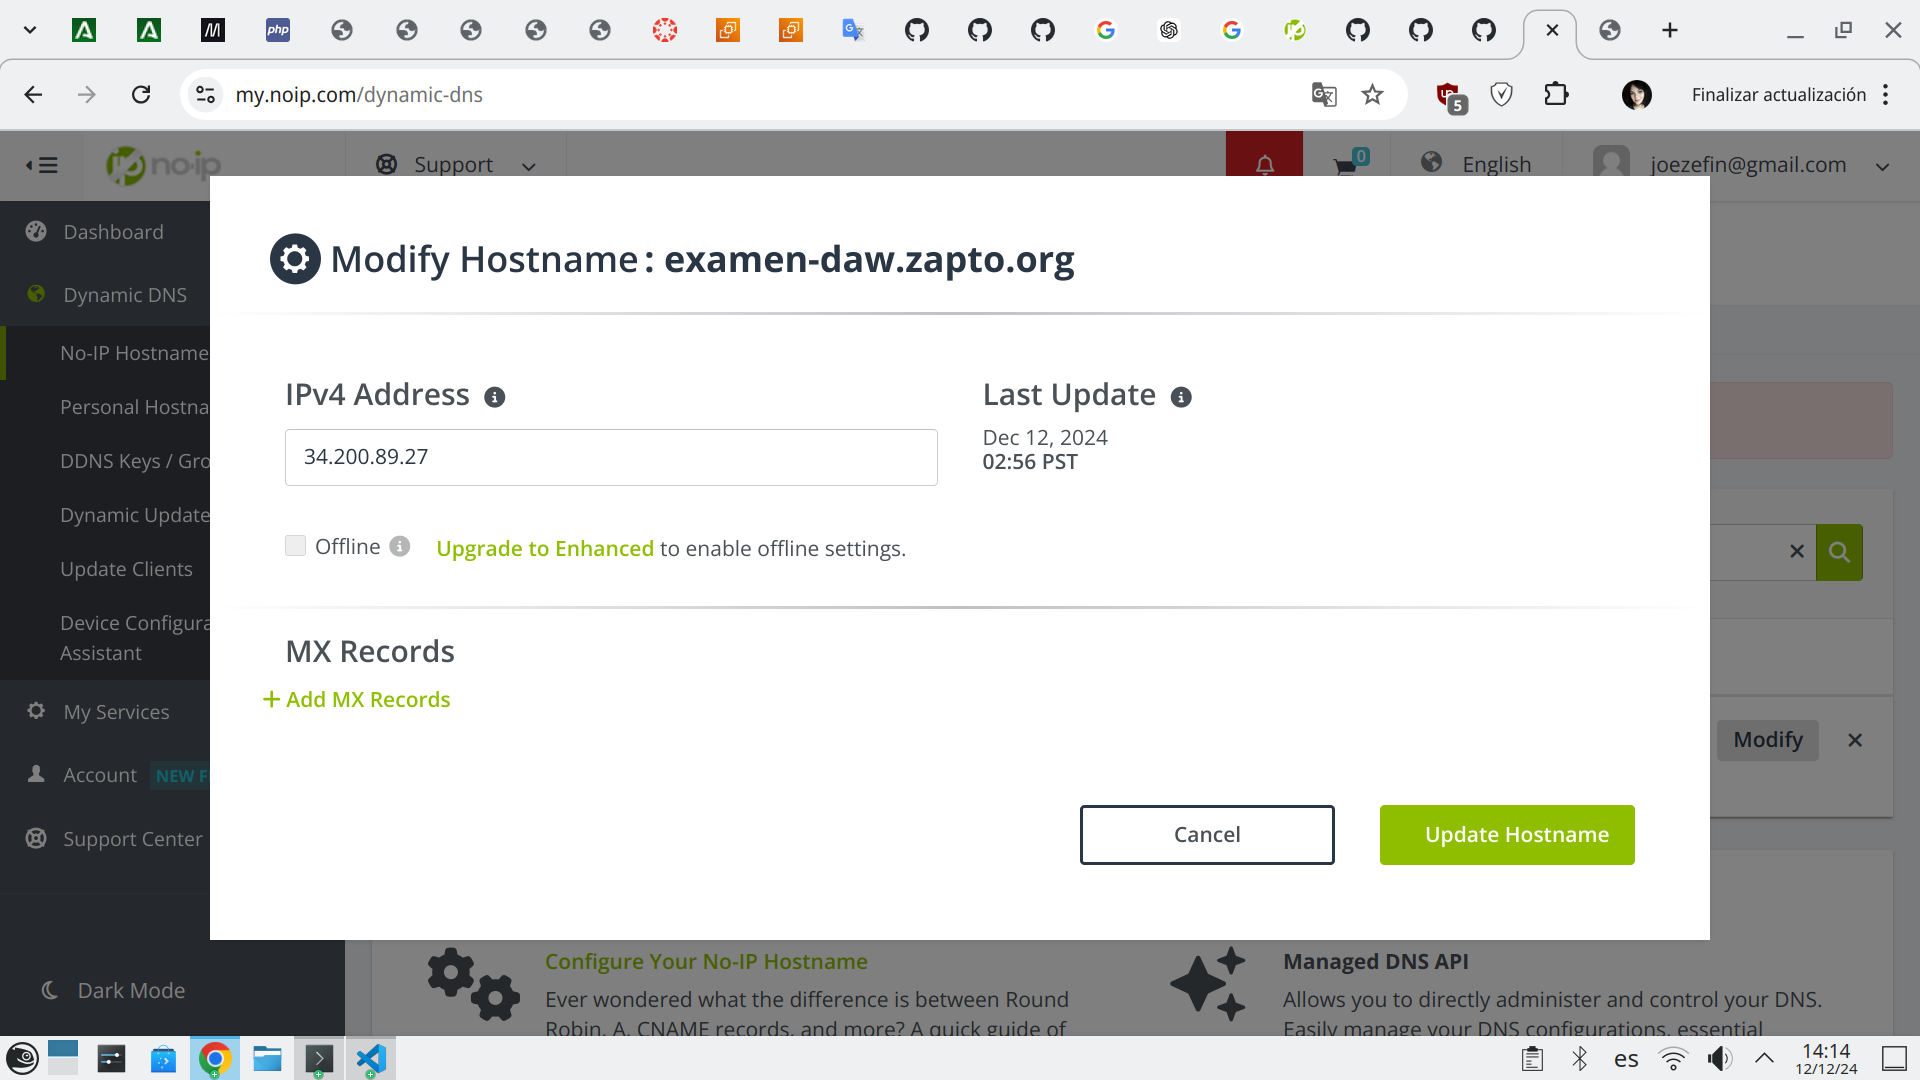 my.noip.com/dynamic-dns
5
Finalizar actualización
no-ip
Support
0
English
joezefin@gmail.com
Dashboard
Dynamic DNS
No-IP Hostname
Personal Hostna
DDNS Keys / Gro
Dynamic Update
Update Clients
Device Configura
Assistant
My Services
Account NEW F
Support Center
Dark Mode
Modify Hostname : examen-daw.zapto.org
IPv4 Address
34.200.89.27
Last Update
Dec 12, 2024
02:56 PST
Offline
Upgrade to Enhanced to enable offline settings.
MX Records
+ Add MX Records
Cancel
Update Hostname
Modify
Configure Your No-IP Hostname
Ever wondered what the difference is between Round
Robin, A, CNAME records, and more? A quick guide of
Managed DNS API
Allows you to directly administer and control your DNS.
Easily manage your DNS configurations, essential
es
14:14
12/12/24